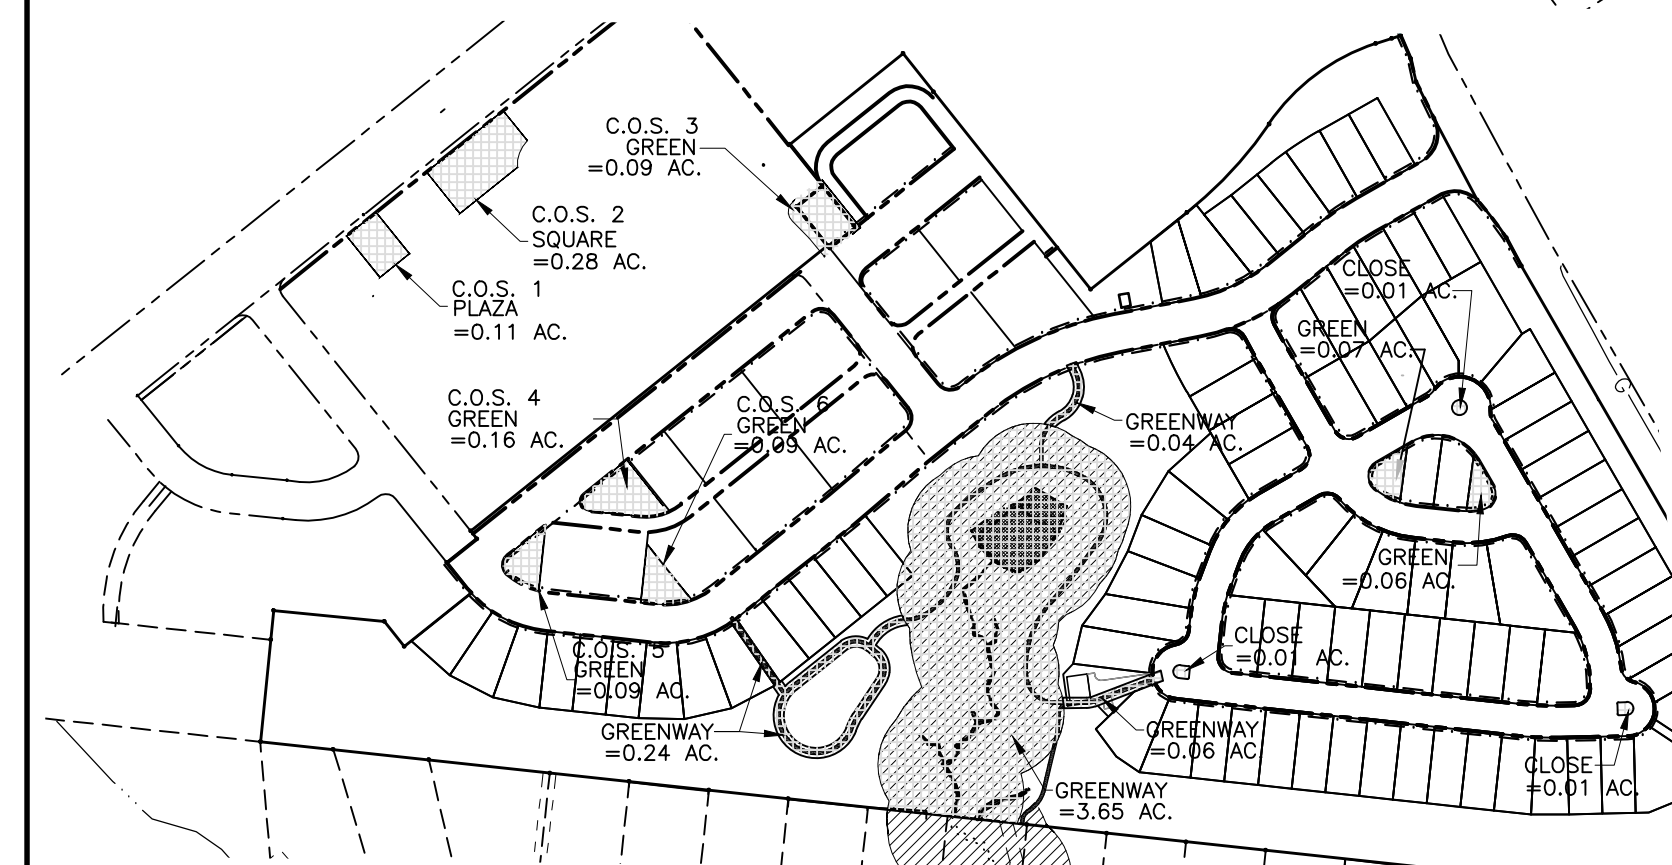 C.O.S. 3
GREEN
=0.09 AC.
C.O.S. 2
SQUARE
=0.28 AC.
C.O.S. 1
PLAZA
=0.11 AC.
CLOSE
=0.01 AC.
GREEN
=0.07 AC.
C.O.S. 4
GREEN
=0.16 AC.
C.O.S. 6
GREEN
=0.09 AC.
GREENWAY
=0.04 AC.
G
GREEN
=0.06 AC.
C.O.S. 5
GREEN
=0.09 AC.
CLOSE
=0.01 AC.
GREENWAY
=0.24 AC.
GREENWAY
=0.06 AC.
GREENWAY
=3.65 AC.
CLOSE
=0.01 AC.